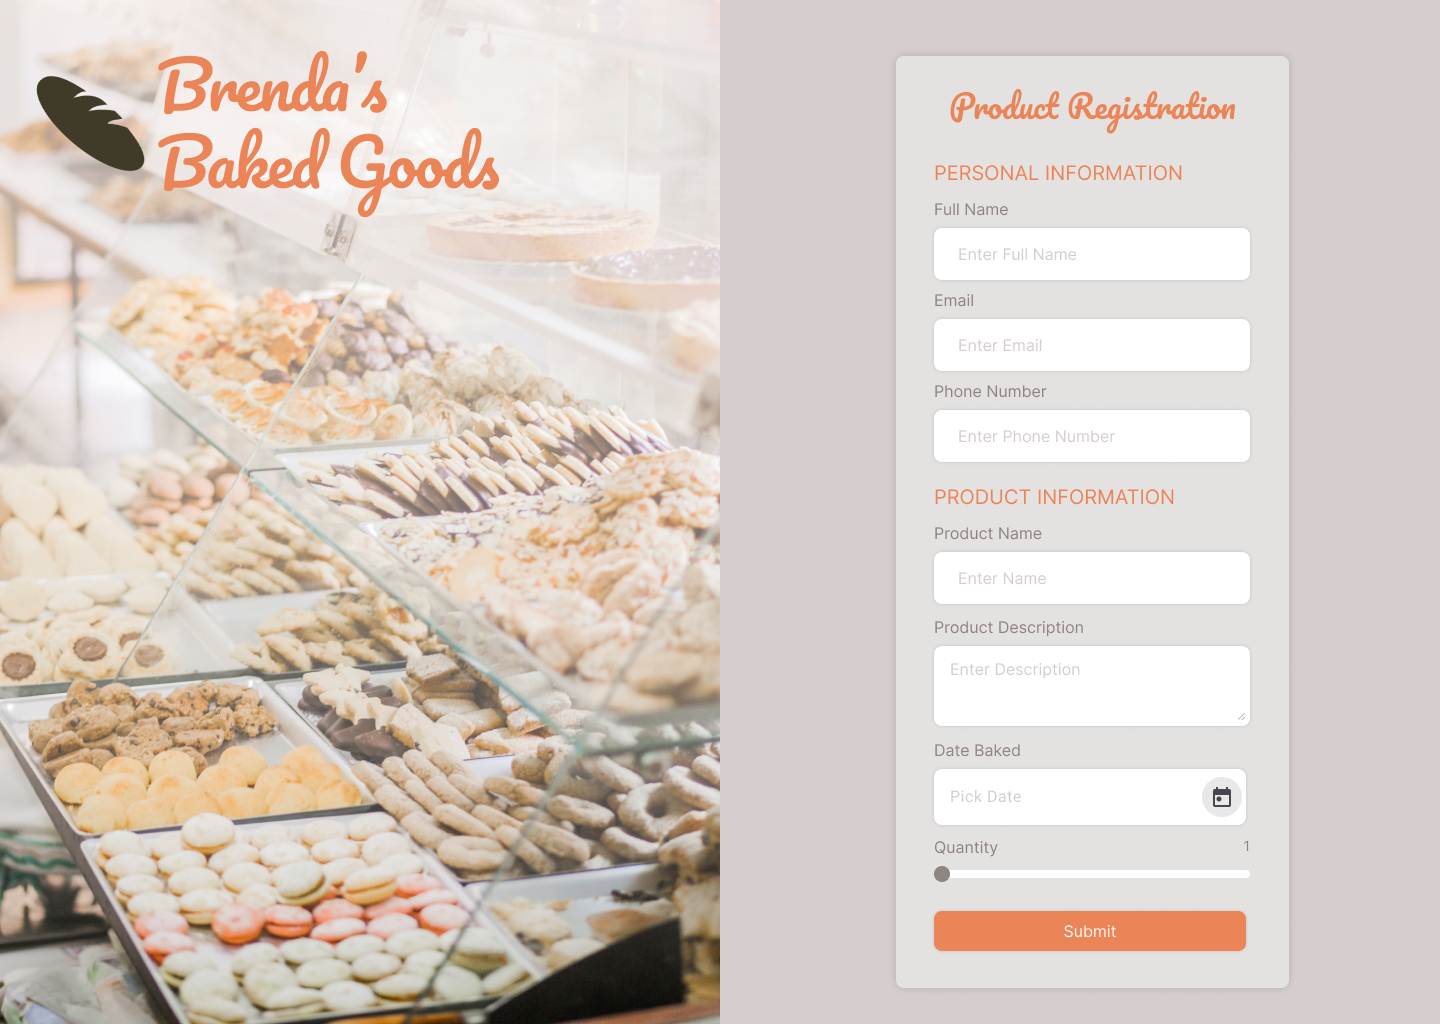 Brenda's
Baked Goods
Product Registration
PERSONAL INFORMATION
Full Name
Enter Full Name
Email
Enter Email
Phone Number
Enter Phone Number
PRODUCT INFORMATION
Product Name
Enter Name
Product Description
Enter Description
Date Baked
Pick Date
Quantity 1
Submit